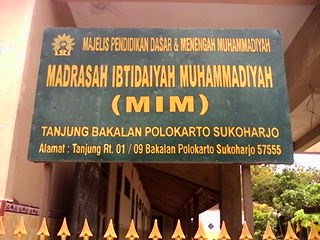 MAJELIS PENDIDIKAN DASAR & MENENGAH MUHAMMADIYAH
MADRASAH IBTIDAIYAH MUHAMMADIYAH
(MIM)
TANJUNG BAKALAN POLOKARTO SUKOHARJO
Alamat : Tanjung Rt. 01 / 09 Bakalan Polokarto Sukoharjo 57555